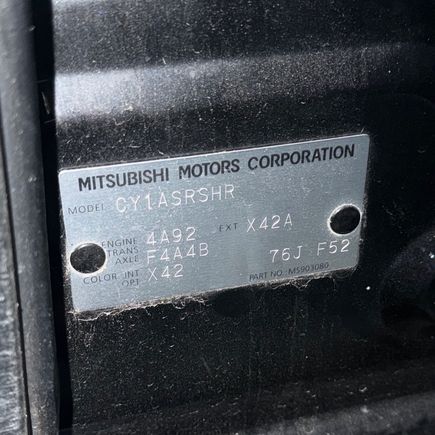 MITSUBISHI MOTORS CORPORATION
MODEL CY1ASRSHR
ENGINE 4A92 EXT X42A
TRANS AXLE F4A4B 76J F52
COLOR INT OPT X42 PART NO. MS903080